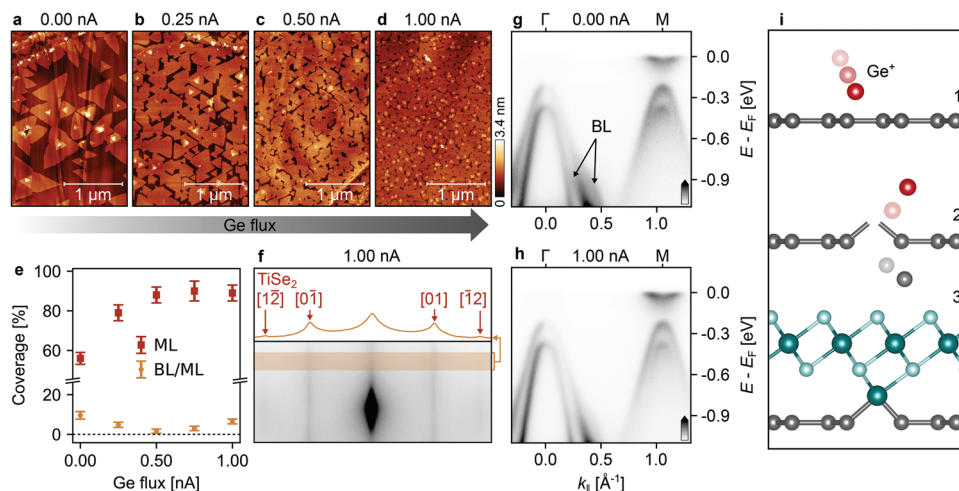 a 0.00 nA
b 0.25 nA
c 0.50 nA
d 1.00 nA
1 μm
1 μm
1 μm
1 μm
0 3.4 nm
Ge flux
e
Coverage [%]
100
80
60
20
0
ML
BL/ML
0.00 0.50 1.00
Ge flux [nA]
f 1.00 nA
TiSe₂
[12̄] [01̄] [01] [1̄2]
g Γ 0.00 nA M
BL
0.0
-0.3
-0.6
-0.9
E - E_F [eV]
0.0 0.5 1.0
h Γ 1.00 nA M
0.0
-0.3
-0.6
-0.9
E - E_F [eV]
0.0 0.5 1.0
k_∥ [Å⁻¹]
i
Ge⁺
1
2
3